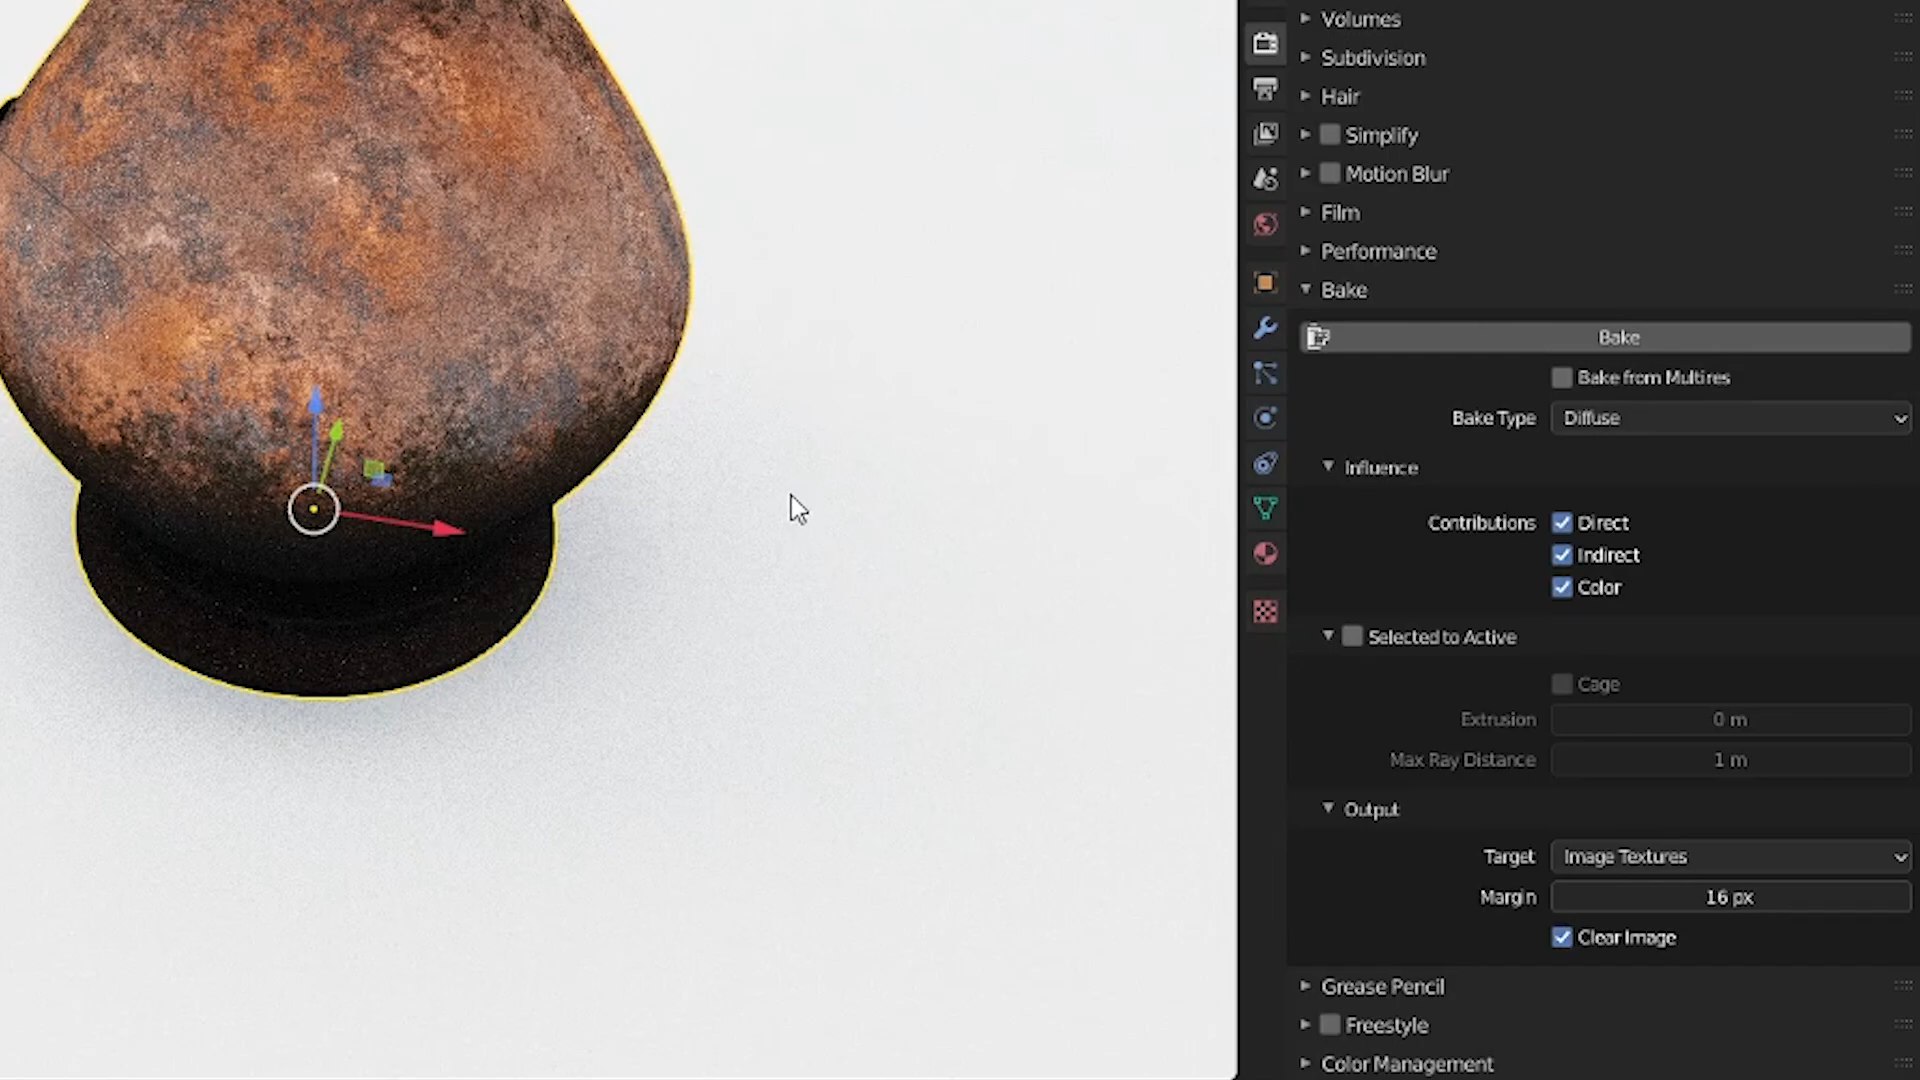 Volumes
Subdivision
Hair
Simplify
Motion Blur
Film
Performance
Bake
Bake
Bake from Multires
Bake Type Diffuse
Influence
Contributions Direct
Indirect
Color
Selected to Active
Cage
Extrusion 0 m
Max Ray Distance 1 m
Output
Target Image Textures
Margin 16 px
Clear Image
Grease Pencil
Freestyle
Color Management